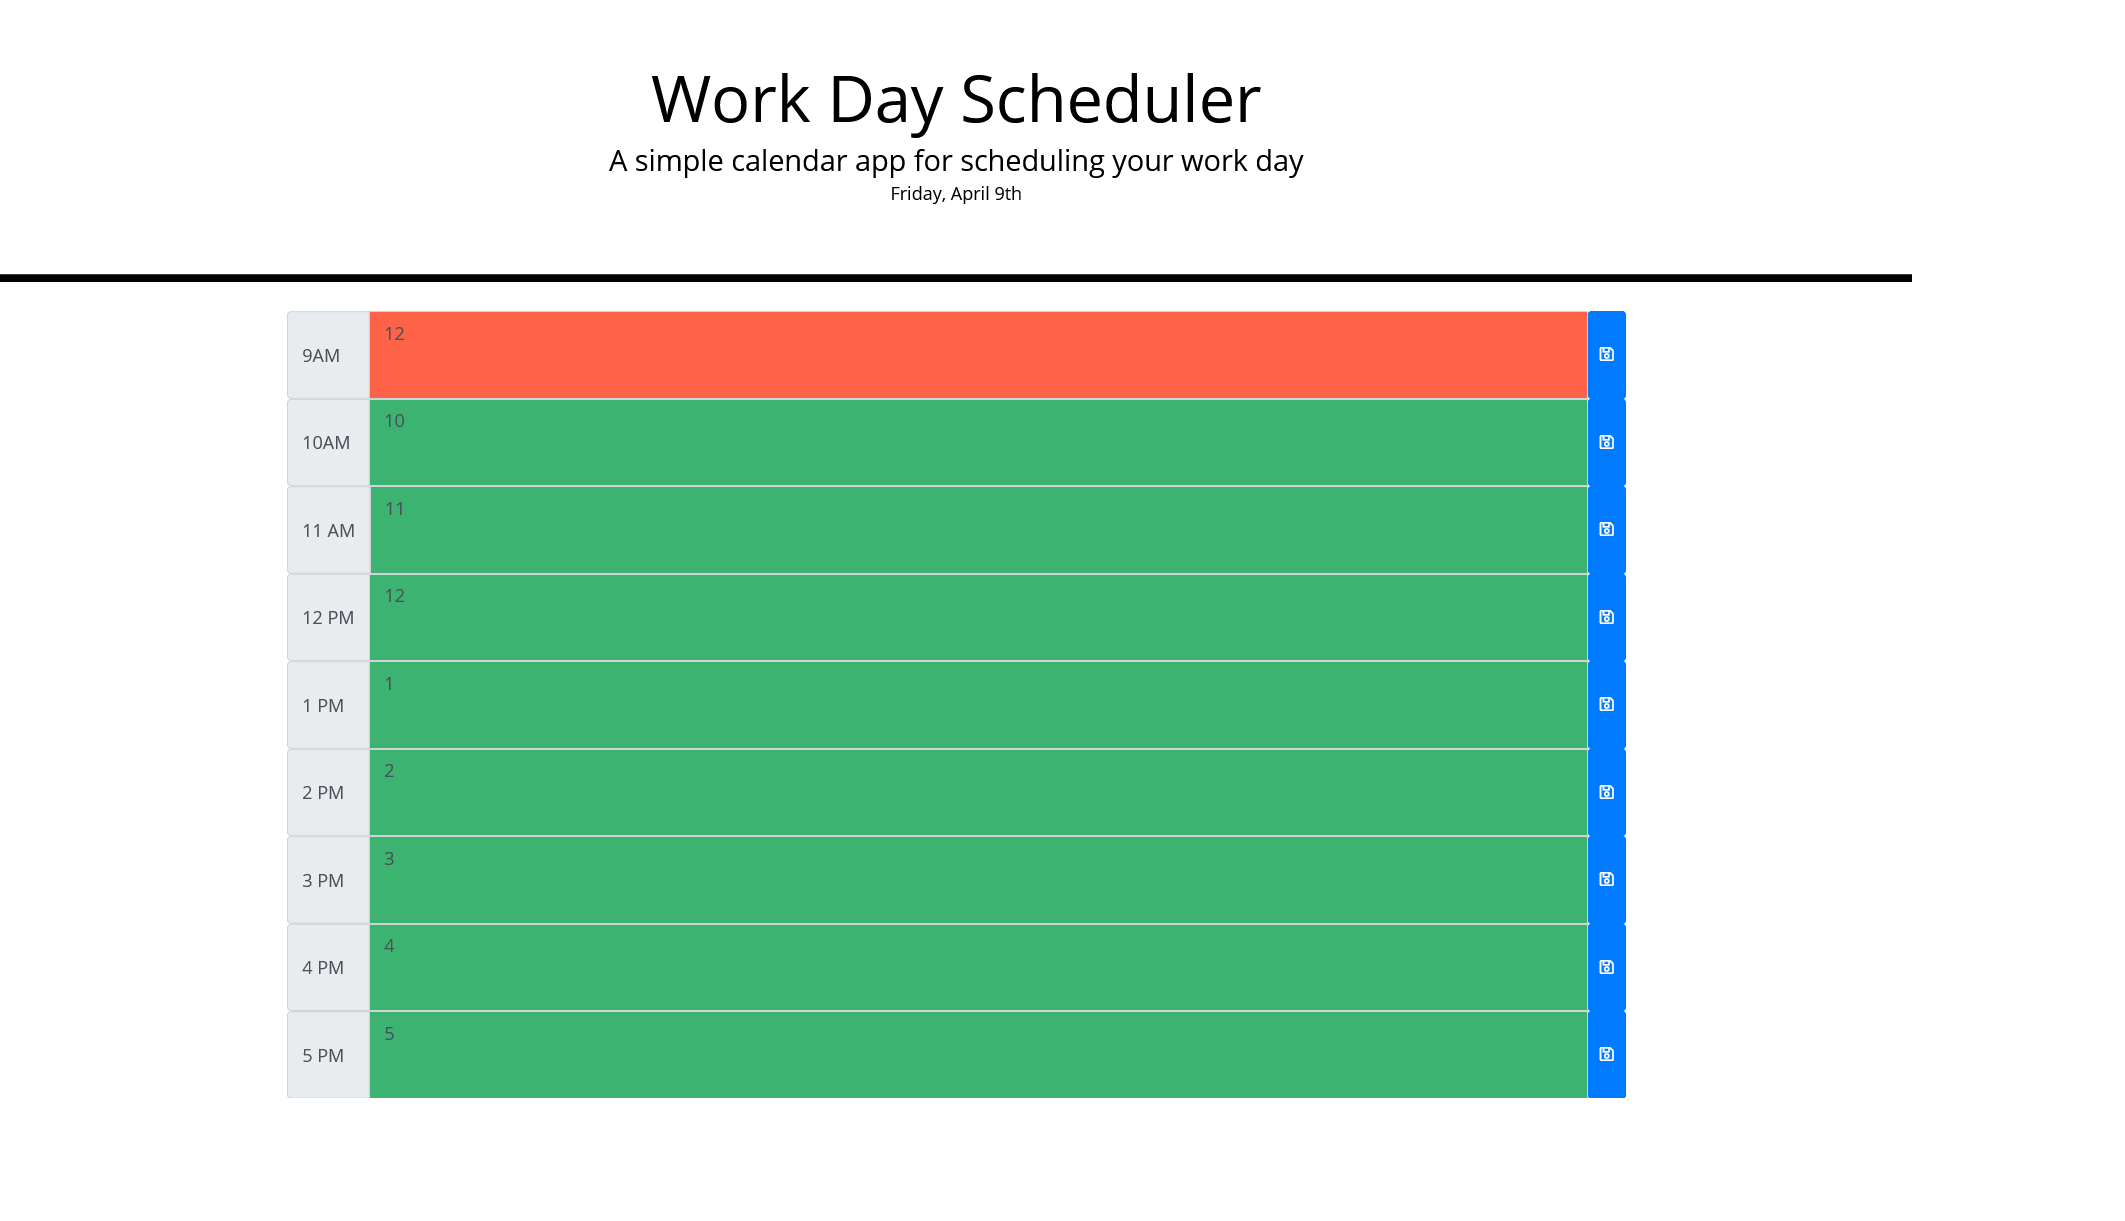 Work Day Scheduler
A simple calendar app for scheduling your work day
Friday, April 9th
9AM
12
10AM
10
11 AM
11
12 PM
12
1 PM
1
2 PM
2
3 PM
3
4 PM
4
5 PM
5